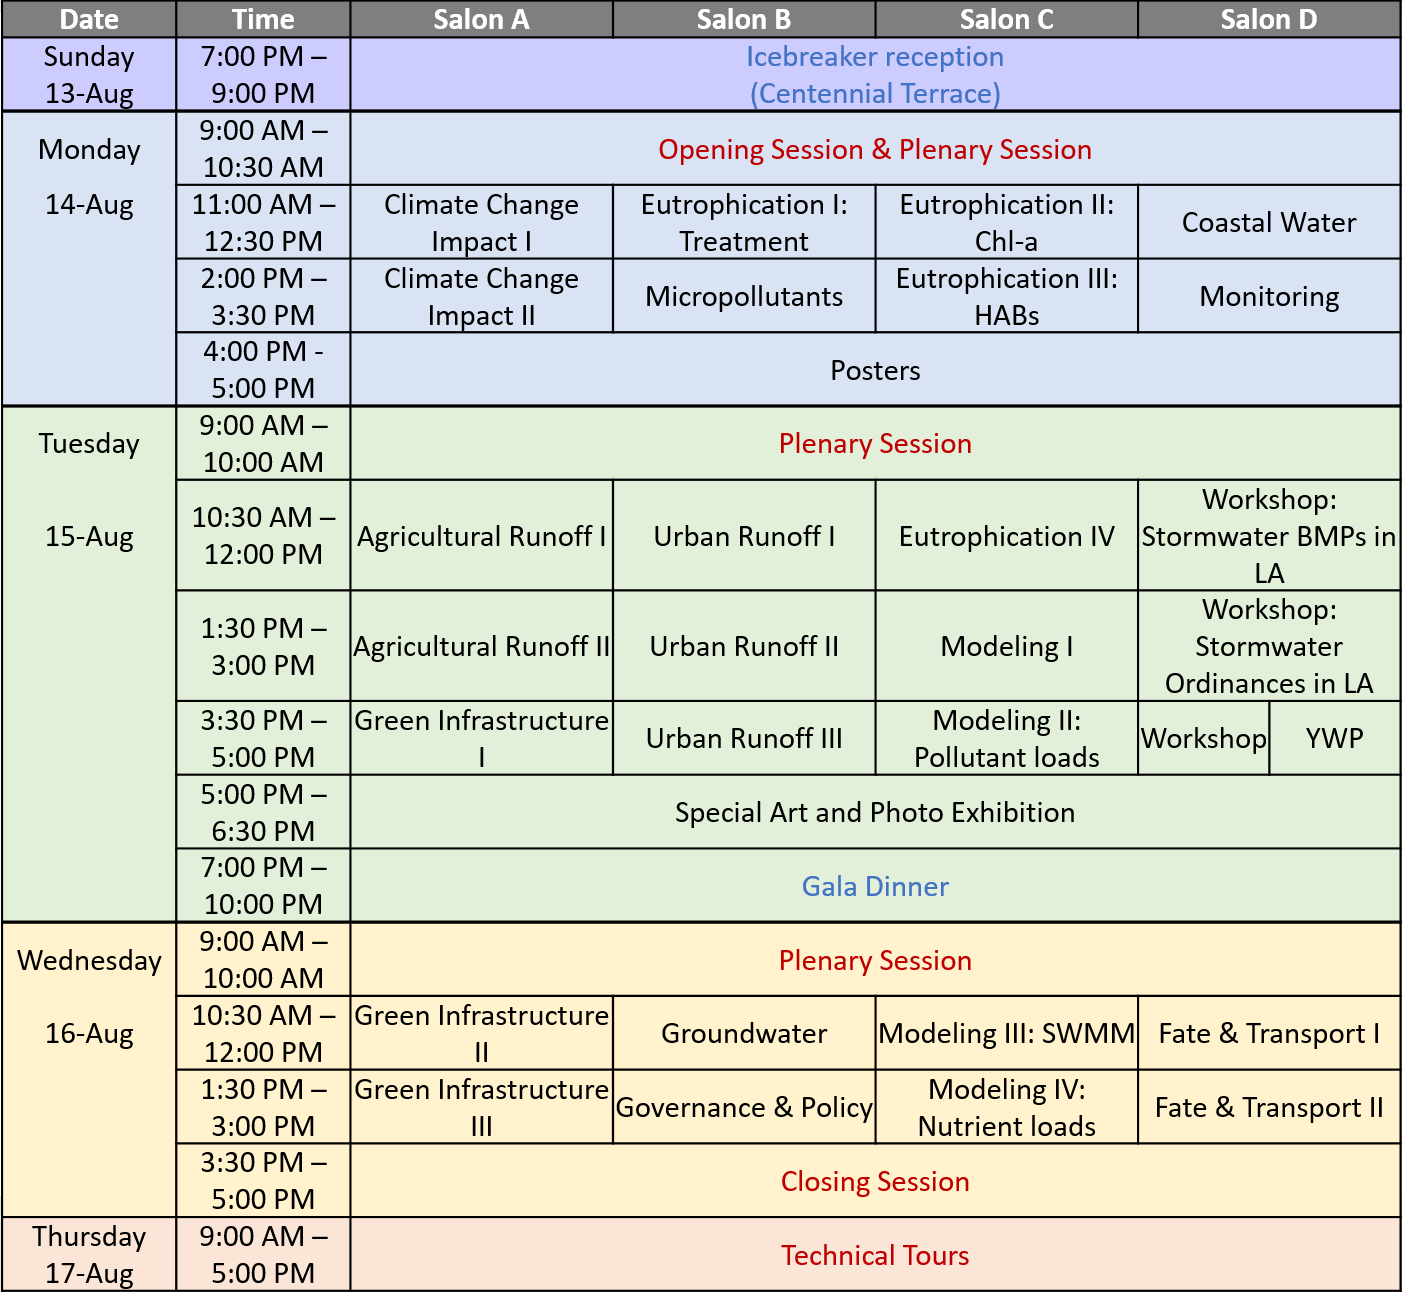 Date Time Salon A Salon B Salon C Salon D
Sunday
13-Aug
7:00 PM –
9:00 PM
Icebreaker reception
(Centennial Terrace)
Monday
14-Aug
9:00 AM –
10:30 AM
Opening Session & Plenary Session
11:00 AM –
12:30 PM
Climate Change
Impact I
Eutrophication I:
Treatment
Eutrophication II:
Chl-a
Coastal Water
2:00 PM –
3:30 PM
Climate Change
Impact II
Micropollutants
Eutrophication III:
HABs
Monitoring
4:00 PM -
5:00 PM
Posters
Tuesday
15-Aug
9:00 AM –
10:00 AM
Plenary Session
10:30 AM –
12:00 PM
Agricultural Runoff I
Urban Runoff I
Eutrophication IV
Workshop:
Stormwater BMPs in
LA
1:30 PM –
3:00 PM
Agricultural Runoff II
Urban Runoff II
Modeling I
Workshop:
Stormwater
Ordinances in LA
3:30 PM –
5:00 PM
Green Infrastructure
I
Urban Runoff III
Modeling II:
Pollutant loads
Workshop
YWP
5:00 PM –
6:30 PM
Special Art and Photo Exhibition
7:00 PM –
10:00 PM
Gala Dinner
Wednesday
16-Aug
9:00 AM –
10:00 AM
Plenary Session
10:30 AM –
12:00 PM
Green Infrastructure
II
Groundwater
Modeling III: SWMM
Fate & Transport I
1:30 PM –
3:00 PM
Green Infrastructure
III
Governance & Policy
Modeling IV:
Nutrient loads
Fate & Transport II
3:30 PM –
5:00 PM
Closing Session
Thursday
17-Aug
9:00 AM –
5:00 PM
Technical Tours